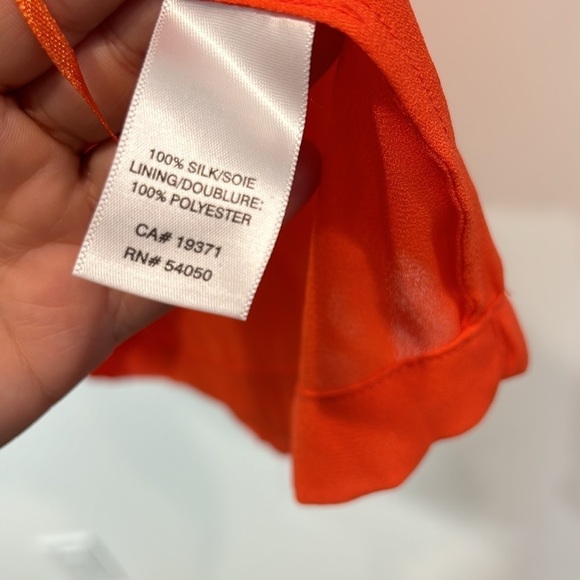 100% SILK/SOIE
LINING/DOUBLURE:
100% POLYESTER
CA# 19371
RN# 54050